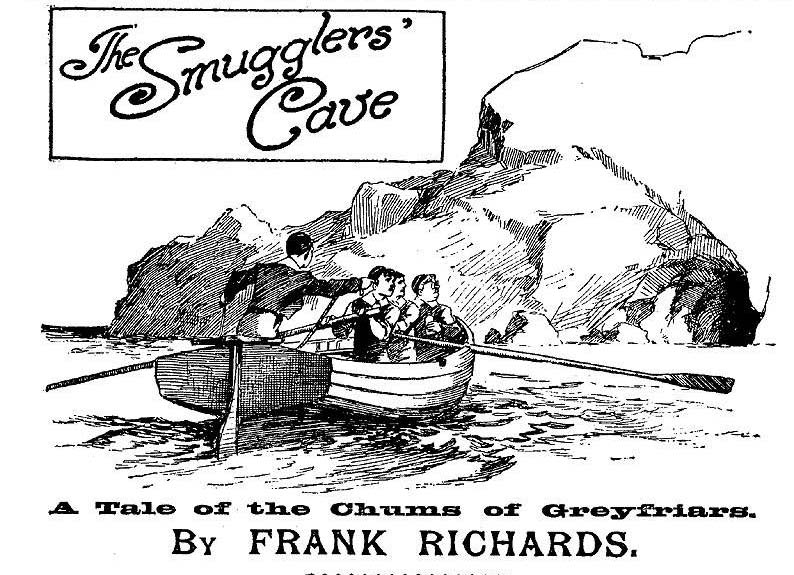 The
Smugglers'
Cave
A Tale of the Chums of Greyfriars.
By FRANK RICHARDS.